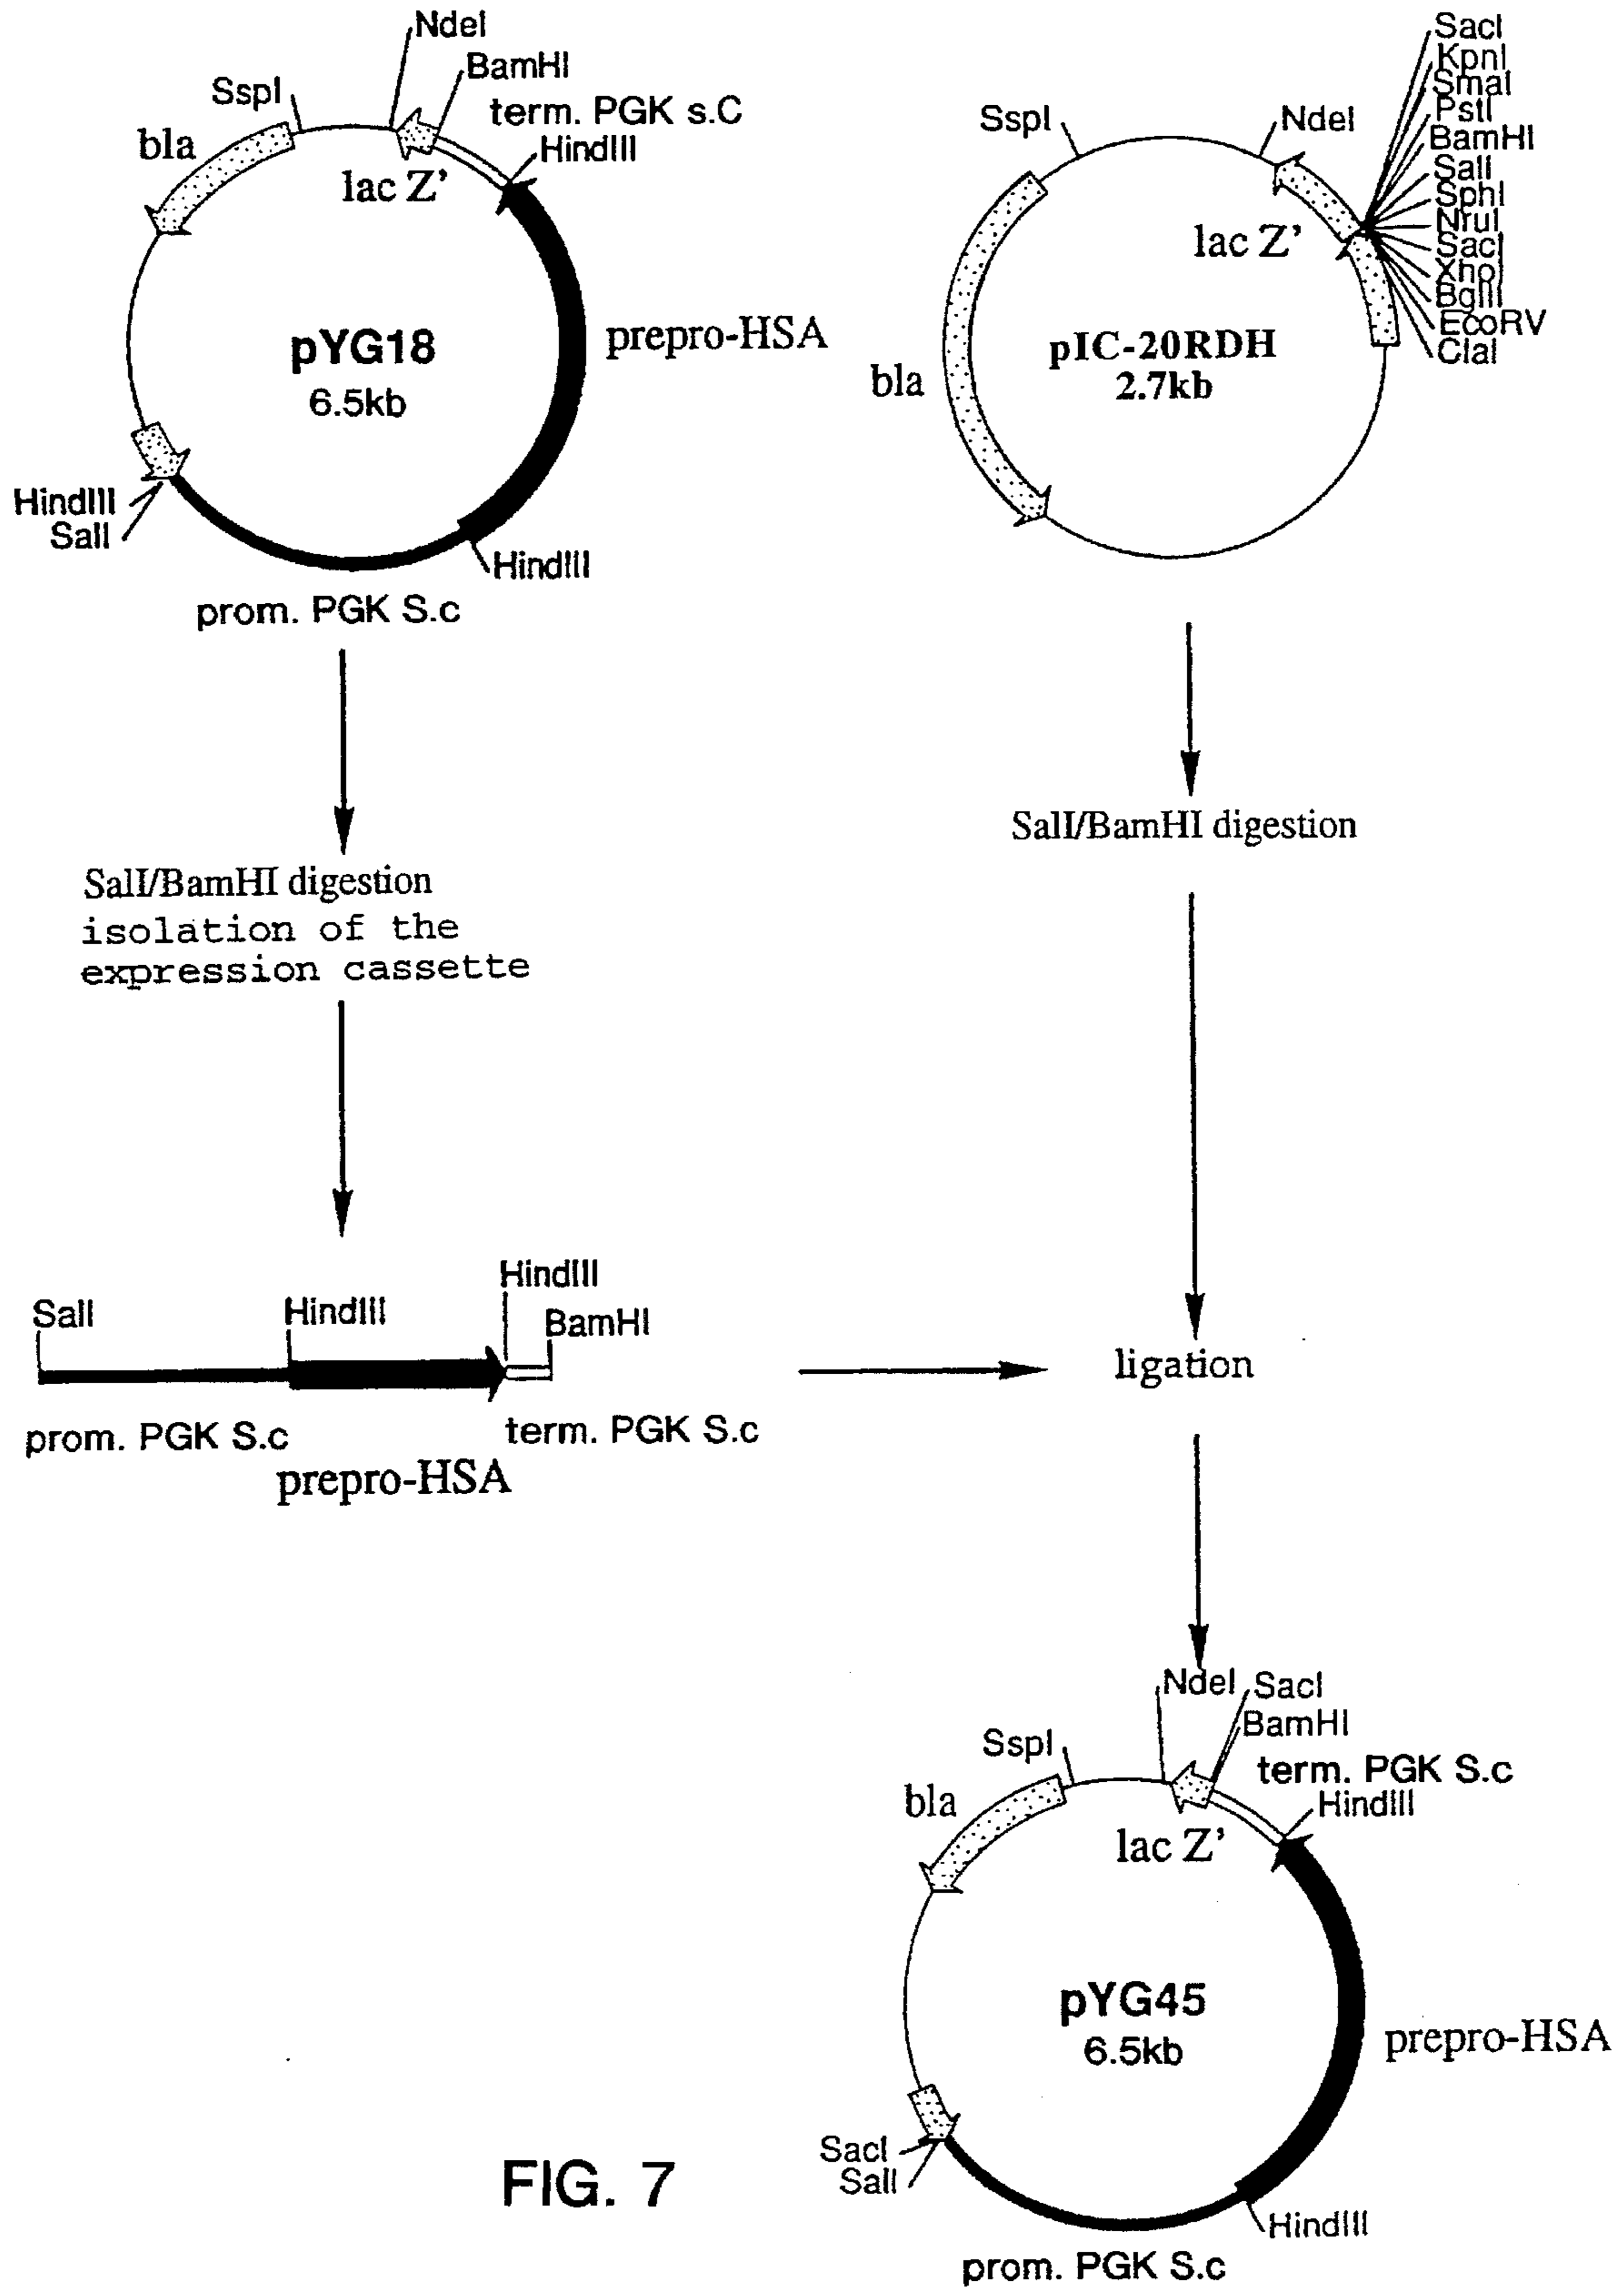 NdeI
BamHI
SspI
term. PGK s.C
HindIII
bla
lac Z'
pYG18
6.5kb
prepro-HSA
HindIII
SalI
HindIII
prom. PGK S.c
SacI
KpnI
SmaI
PstI
BamHI
SalI
SphI
NruI
SacI
XhoI
BglII
EcoRV
ClaI
SspI
NdeI
lac Z'
bla
pIC-20RDH
2.7kb
SalI/BamHI digestion
isolation of the
expression cassette
SalI/BamHI digestion
SalI
HindIII
HindIII
BamHI
prom. PGK S.c
term. PGK S.c
prepro-HSA
ligation
NdeI
SacI
BamHI
SspI
term. PGK S.c
HindIII
bla
lac Z'
pYG45
6.5kb
prepro-HSA
SacI
SalI
HindIII
prom. PGK S.c
FIG. 7